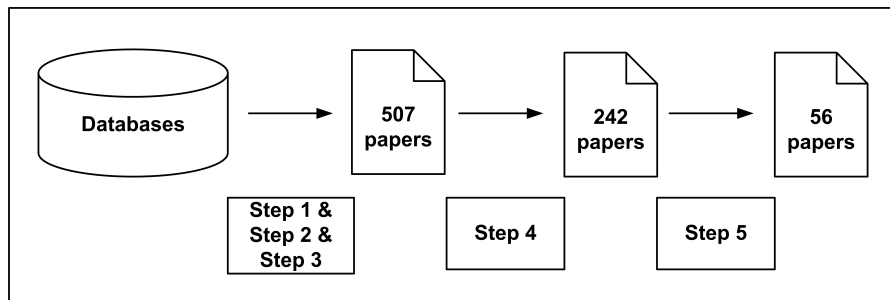 Databases
507
papers
242
papers
56
papers
Step 1 &
Step 2 &
Step 3
Step 4
Step 5